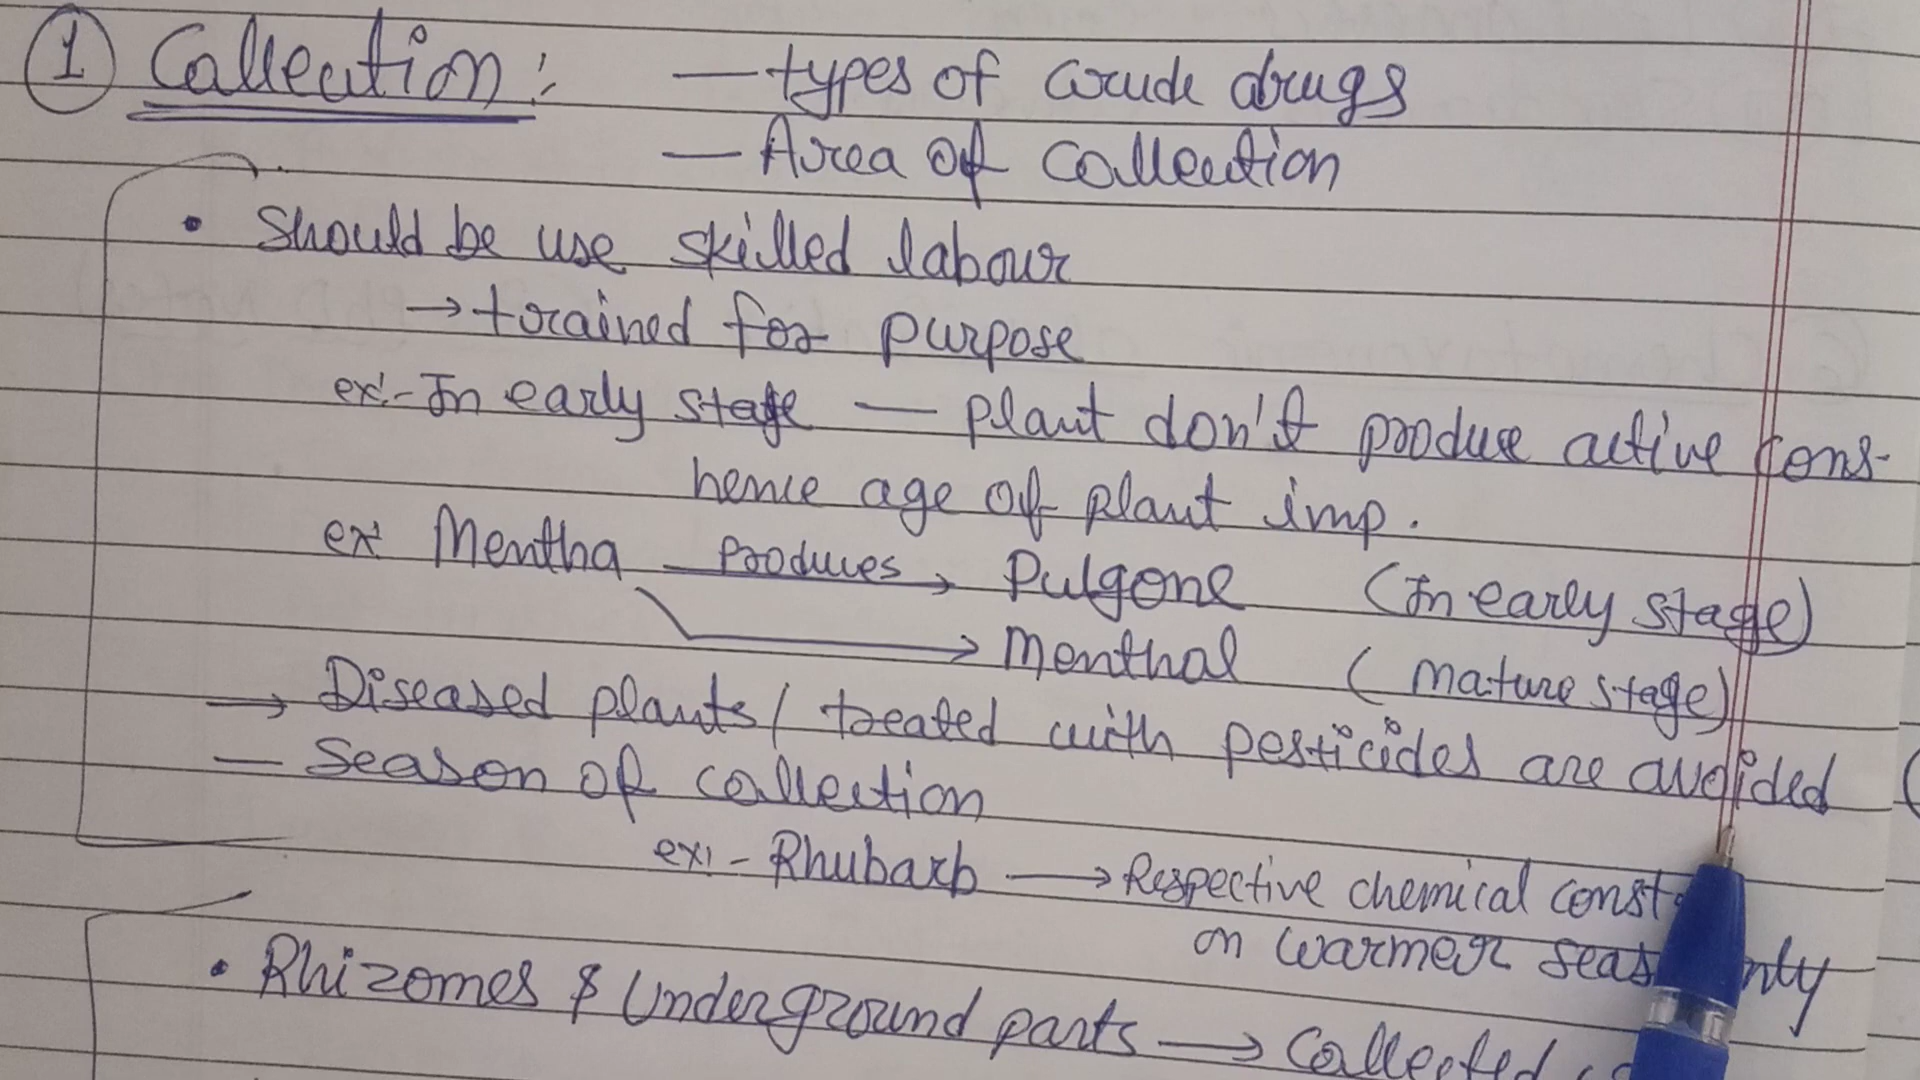 ① Collection :- — types of crude drugs
— Area of collection
• Should be use skilled labour
→ trained for purpose
ex:- In early stage — plant don't produce active cons-
hence age of plant imp.
ex Mentha produces → Pulgone (In early stage)
→ Menthal (mature stage)
→ Diseased plants/ treated with pesticides are avoided
— Season of collection
ex:- Rhubarb → Respective chemical const
on warmer seas nly
• Rhizomes & Underground parts → Collected